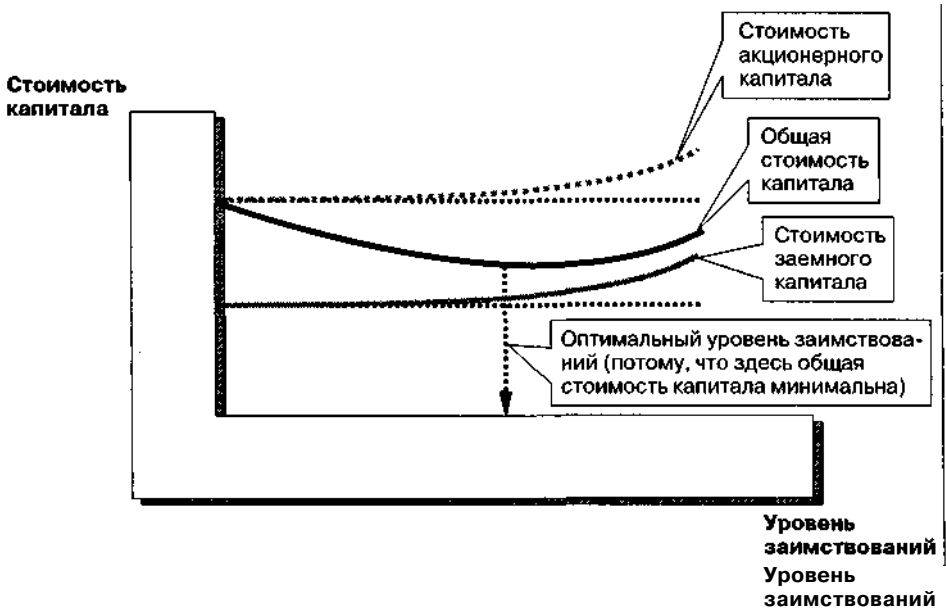 Стоимость
акционерного
капитала
Стоимость
капитала
Общая
стоимость
капитала
Стоимость
заемного
капитала
Оптимальный уровень заимствова-
ний (потому, что здесь общая
стоимость капитала минимальна)
Уровень
заимствований
Уровень
заимствований